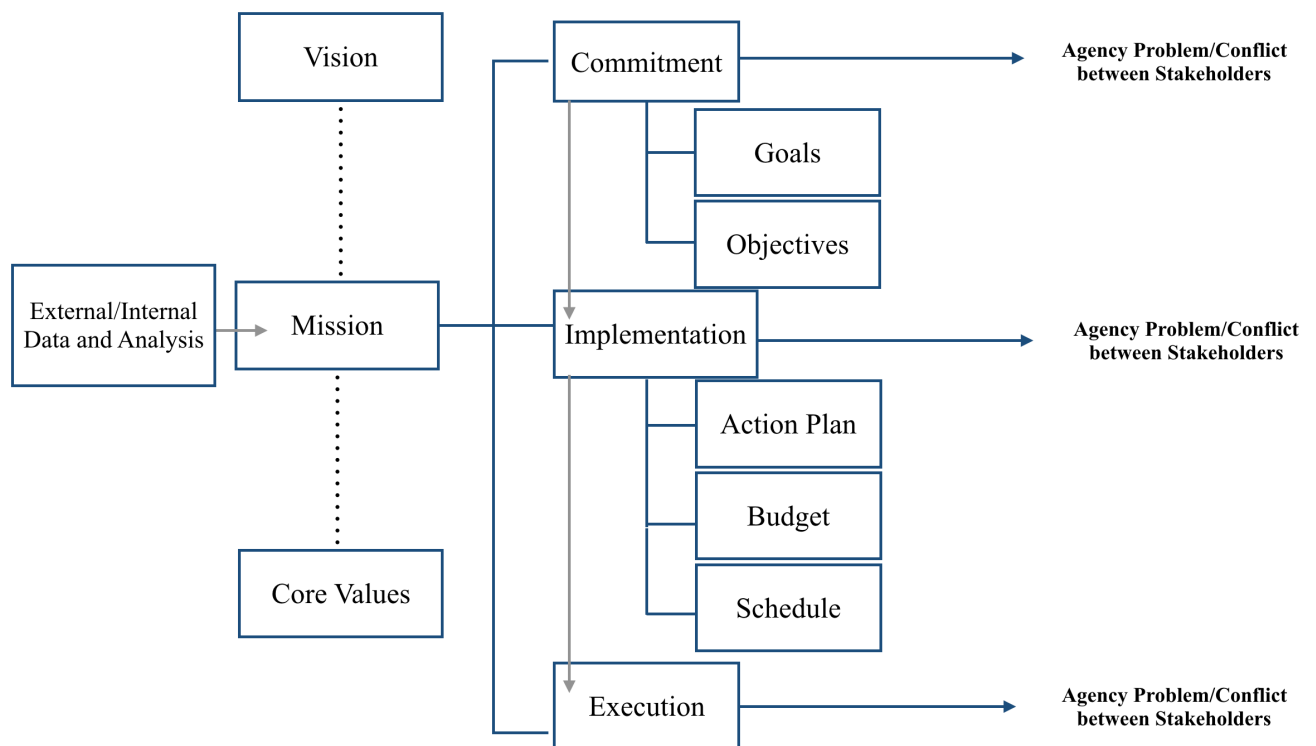 Vision
Commitment
Agency Problem/Conflict
between Stakeholders
Goals
Objectives
External/Internal
Data and Analysis
Mission
Implementation
Agency Problem/Conflict
between Stakeholders
Action Plan
Budget
Core Values
Schedule
Execution
Agency Problem/Conflict
between Stakeholders